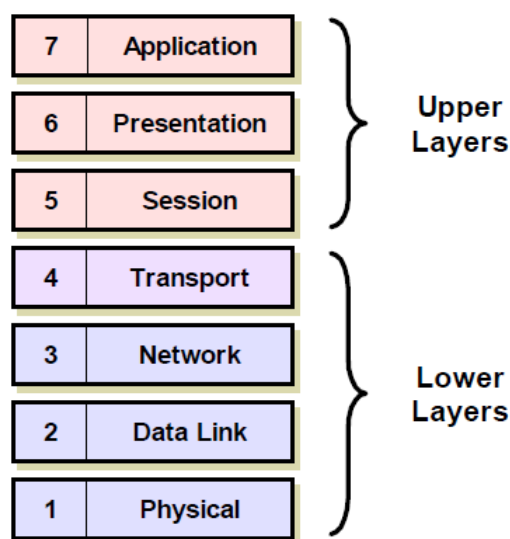 7 Application
6 Presentation
5 Session
Upper
Layers
4 Transport
3 Network
2 Data Link
1 Physical
Lower
Layers